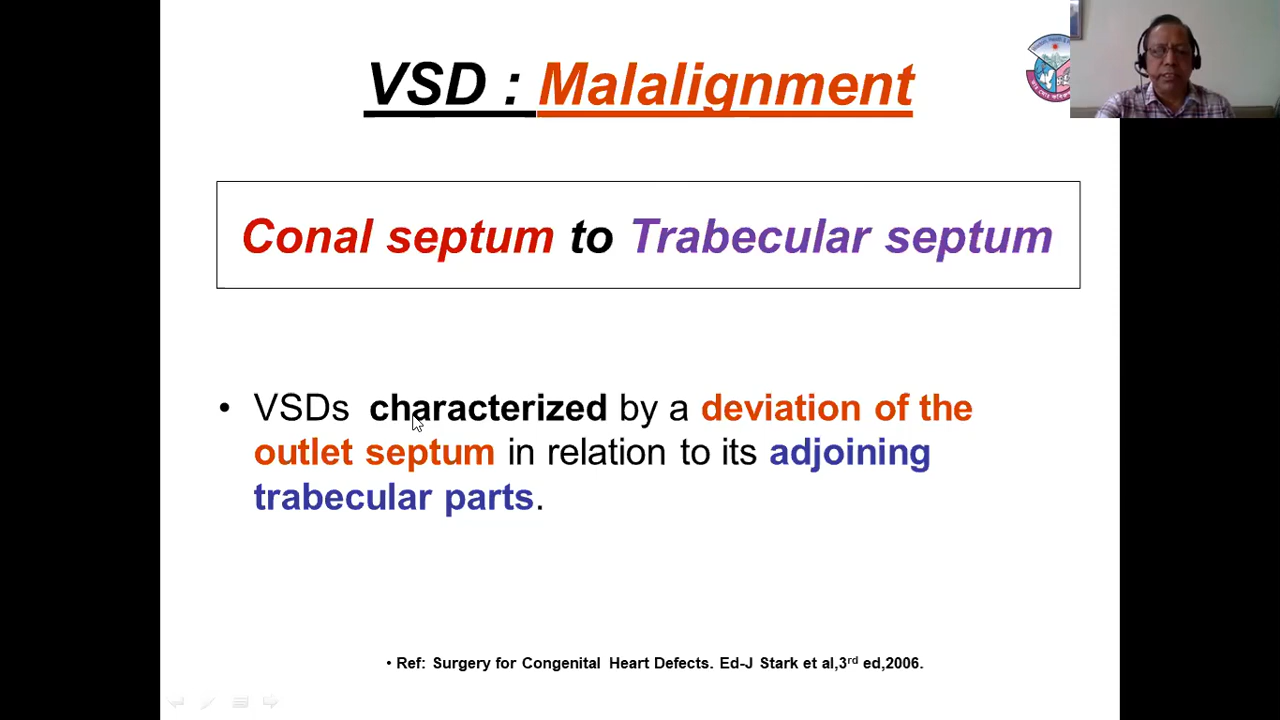 VSD : Malalignment
Conal septum to Trabecular septum
• VSDs characterized by a deviation of the
outlet septum in relation to its adjoining
trabecular parts.
• Ref: Surgery for Congenital Heart Defects. Ed-J Stark et al,3rd ed,2006.